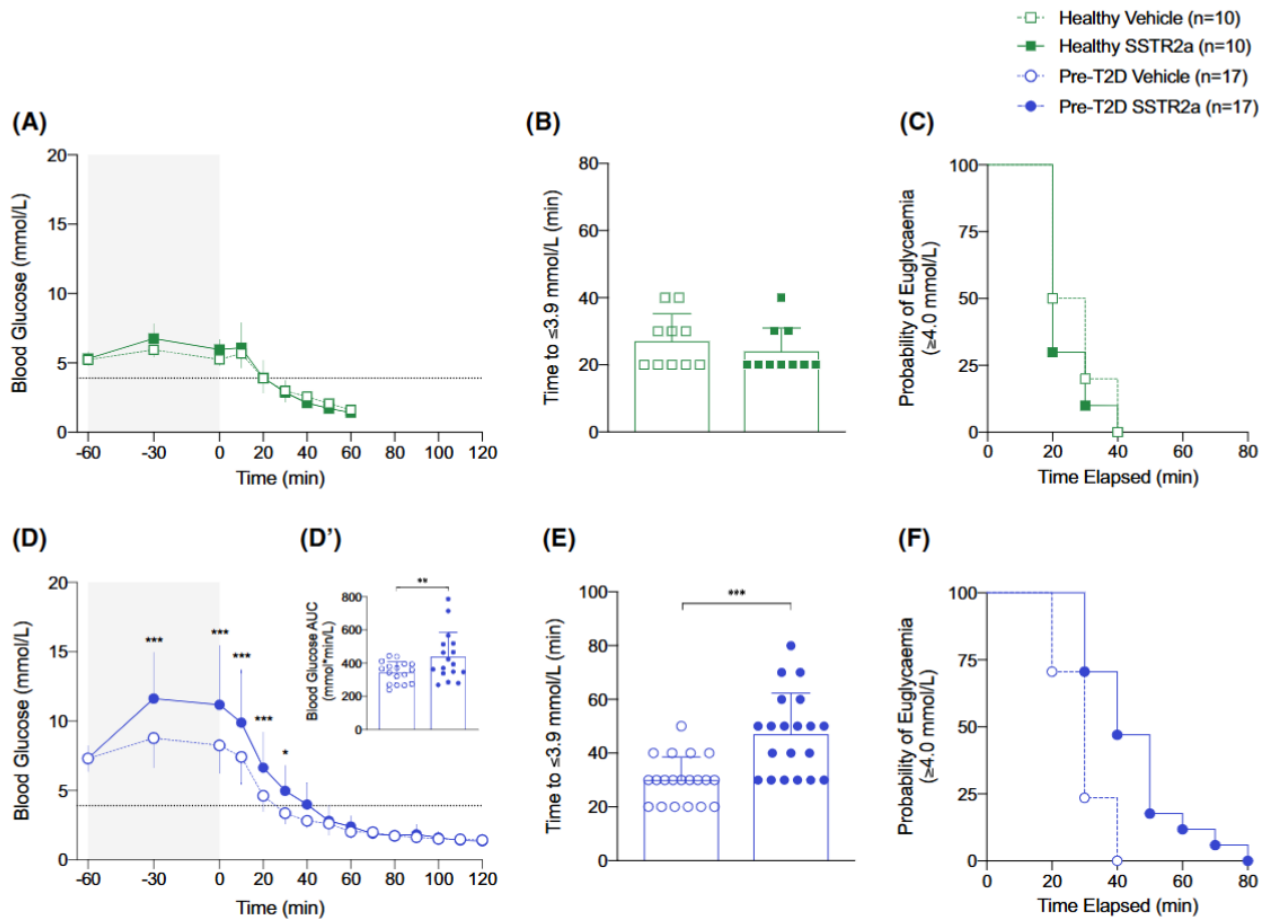 Healthy Vehicle (n=10)
Healthy SSTR2a (n=10)
Pre-T2D Vehicle (n=17)
Pre-T2D SSTR2a (n=17)
(A)
20
15
10
5
0
Blood Glucose (mmol/L)
-60 -30 0 20 40 60 80 100 120
Time (min)
(B)
80
60
40
20
0
Time to ≤3.9 mmol/L (min)
(C)
100
75
50
25
0
Probability of Euglycaemia
(≥4.0 mmol/L)
0 20 40 60 80
Time Elapsed (min)
(D)
20
15
10
5
0
Blood Glucose (mmol/L)
*** *** *** *** *
-60 -30 0 20 40 60 80 100 120
Time (min)
(D')
**
800
600
400
200
0
Blood Glucose AUC
(mmol*min/L)
(E)
***
100
80
60
40
20
0
Time to ≤3.9 mmol/L (min)
(F)
100
75
50
25
0
Probability of Euglycaemia
(≥4.0 mmol/L)
0 20 40 60 80
Time Elapsed (min)